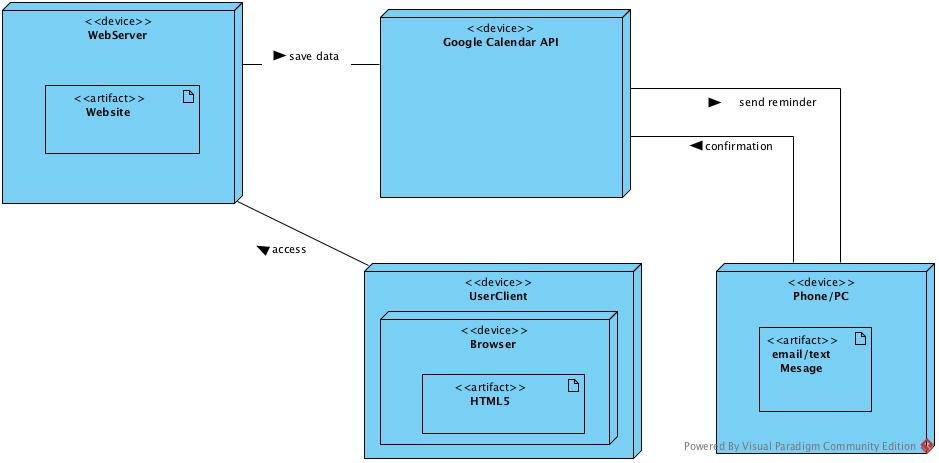 <<device>>
WebServer
<<artifact>>
Website
save data
<<device>>
Google Calendar API
send reminder
confirmation
access
<<device>>
UserClient
<<device>>
Browser
<<artifact>>
HTML5
<<device>>
Phone/PC
<<artifact>>
email/text
Mesage
Powered By Visual Paradigm Community Edition